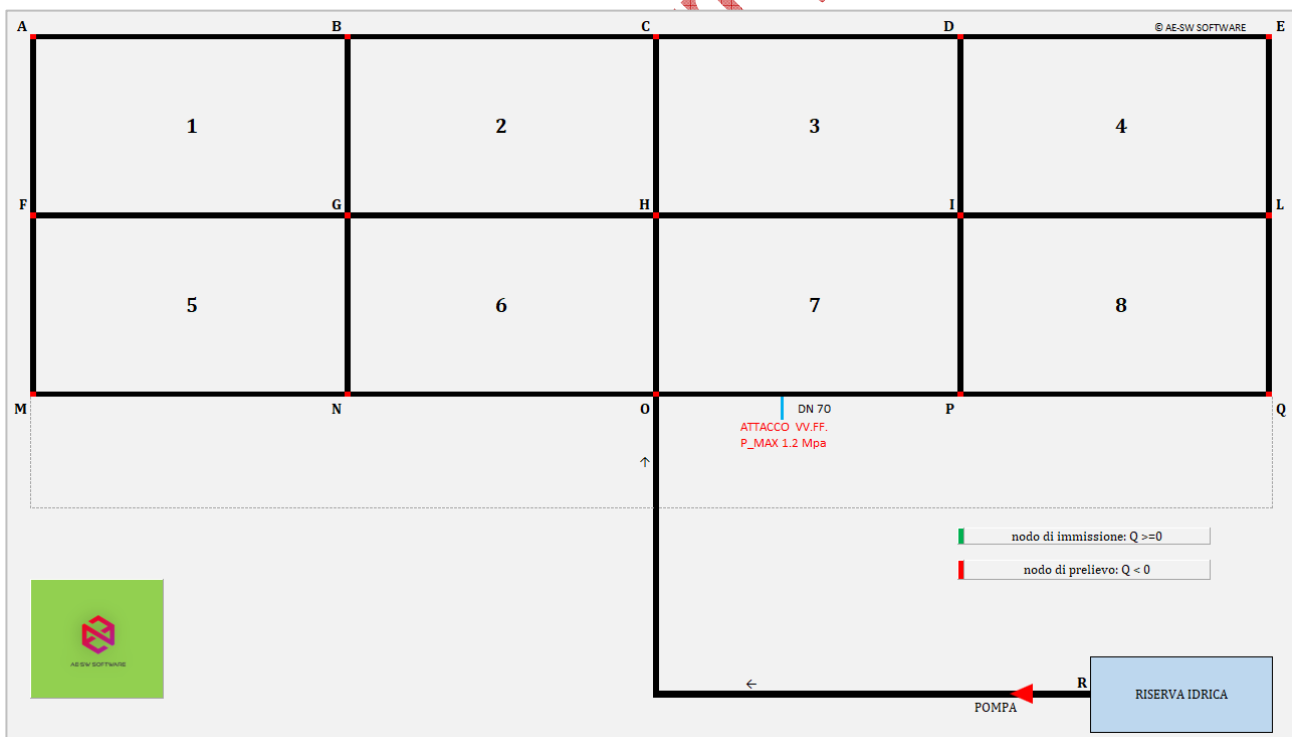 A B C D E
© AE-SW SOFTWARE
1 2 3 4
F G H I L
5 6 7 8
M N O P Q
DN 70
ATTACCO VV.FF.
P_MAX 1.2 Mpa
↑
nodo di immissione: Q >=0
nodo di prelievo: Q < 0
AE-SW SOFTWARE
←
R
POMPA
RISERVA IDRICA